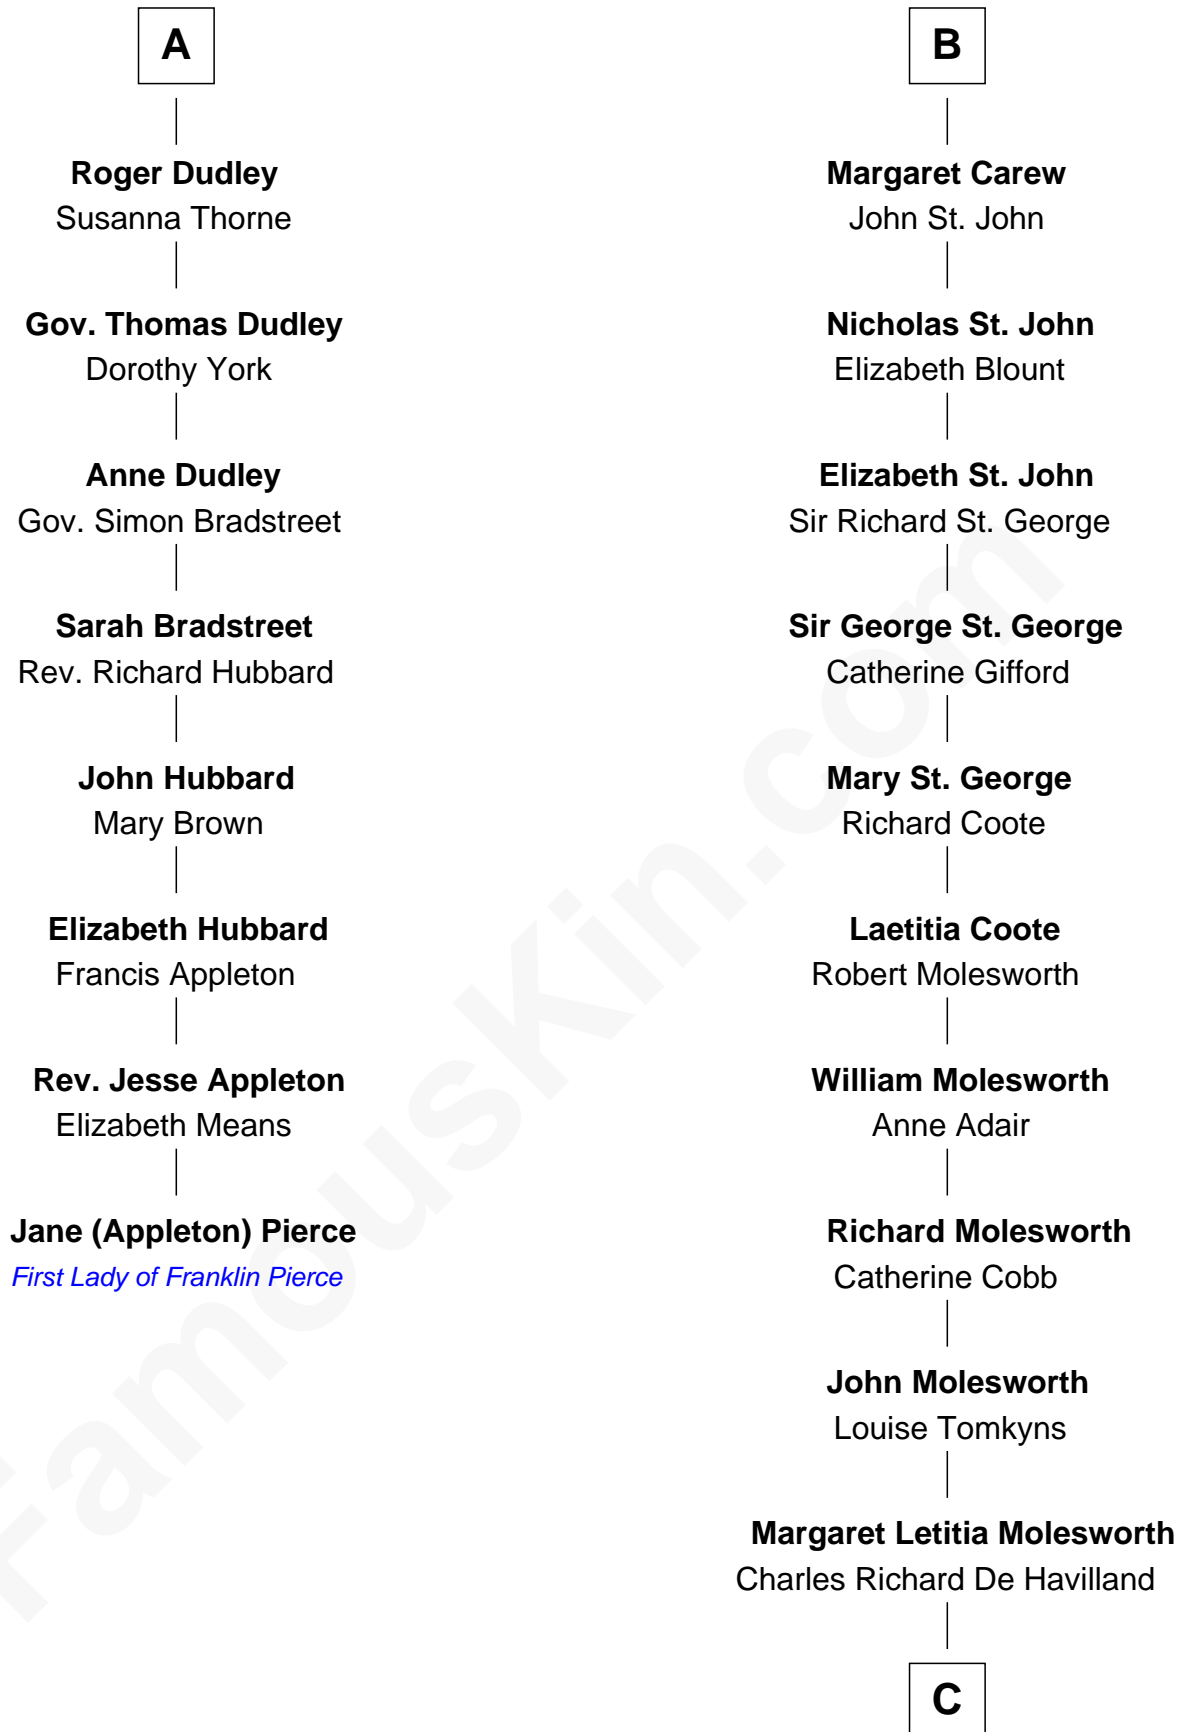 A
Roger Dudley
Susanna Thorne
Gov. Thomas Dudley
Dorothy York
Anne Dudley
Gov. Simon Bradstreet
Sarah Bradstreet
Rev. Richard Hubbard
John Hubbard
Mary Brown
Elizabeth Hubbard
Francis Appleton
Rev. Jesse Appleton
Elizabeth Means
Jane (Appleton) Pierce
First Lady of Franklin Pierce
B
Margaret Carew
John St. John
Nicholas St. John
Elizabeth Blount
Elizabeth St. John
Sir Richard St. George
Sir George St. George
Catherine Gifford
Mary St. George
Richard Coote
Laetitia Coote
Robert Molesworth
William Molesworth
Anne Adair
Richard Molesworth
Catherine Cobb
John Molesworth
Louise Tomkyns
Margaret Letitia Molesworth
Charles Richard De Havilland
C
FamousKin.com